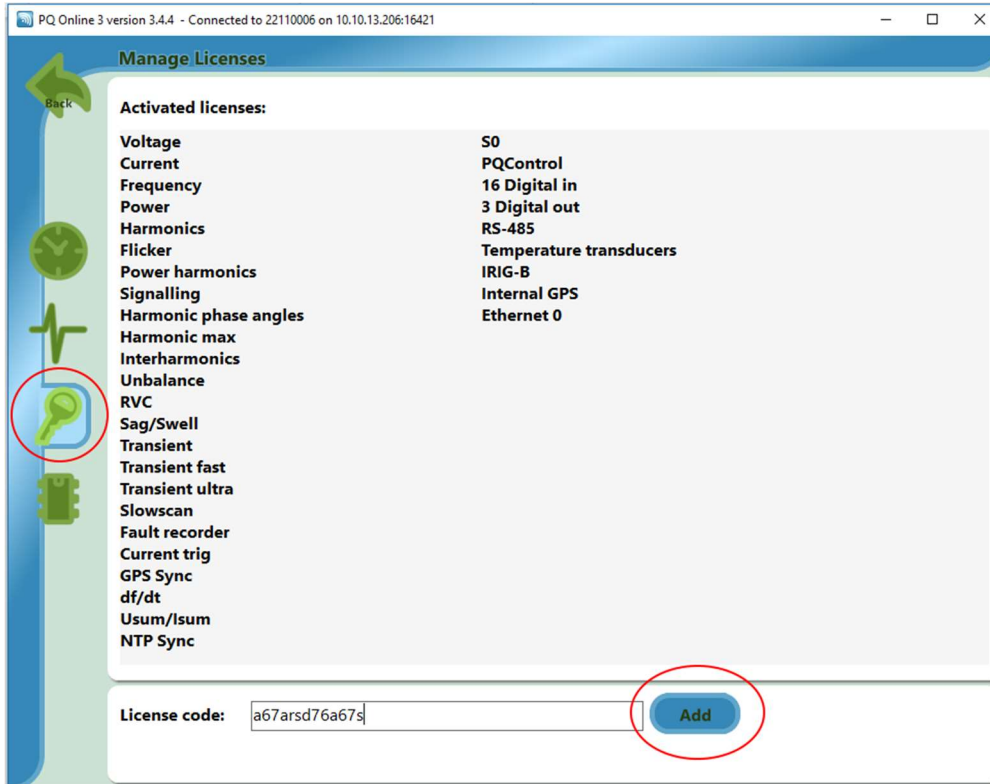 PQ Online 3 version 3.4.4 - Connected to 22110006 on 10.10.13.206:16421
Manage Licenses
Back
Activated licenses:
Voltage
Current
Frequency
Power
Harmonics
Flicker
Power harmonics
Signalling
Harmonic phase angles
Harmonic max
Interharmonics
Unbalance
RVC
Sag/Swell
Transient
Transient fast
Transient ultra
Slowscan
Fault recorder
Current trig
GPS Sync
df/dt
Usum/Isum
NTP Sync
S0
PQControl
16 Digital in
3 Digital out
RS-485
Temperature transducers
IRIG-B
Internal GPS
Ethernet 0
License code: a67arsd76a67s Add